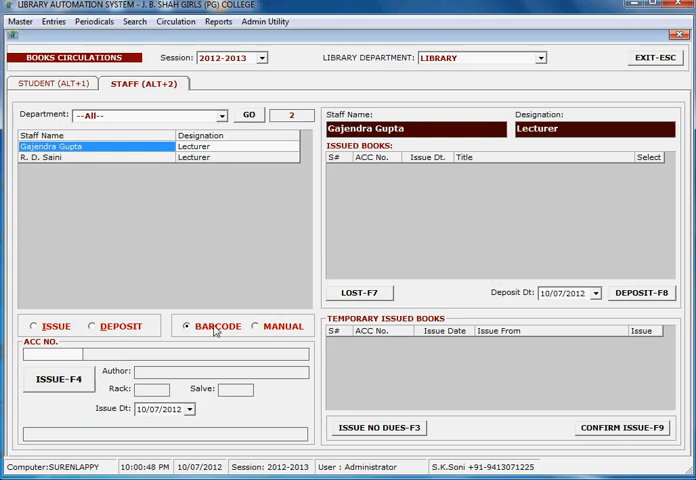 LIBRARY AUTOMATION SYSTEM - J. B. SHAH GIRLS (PG) COLLEGE
Master Entries Periodicals Search Circulation Reports Admin Utility
BOOKS CIRCULATIONS Session: 2012-2013 LIBRARY DEPARTMENT: LIBRARY EXIT-ESC
STUDENT (ALT+1) STAFF (ALT+2)
Department: --All-- GO 2
Staff Name Designation
Gajendra Gupta Lecturer
R. D. Saini Lecturer
Staff Name: Designation:
Gajendra Gupta Lecturer
ISSUED BOOKS:
S# ACC No. Issue Dt. Title Select
LOST-F7 Deposit Dt: 10/07/2012 DEPOSIT-F8
ISSUE DEPOSIT BARCODE MANUAL
ACC NO.
ISSUE-F4
Author:
Rack: Salve:
Issue Dt: 10/07/2012
TEMPORARY ISSUED BOOKS
S# ACC No. Issue Date Issue From Issue
ISSUE NO DUES-F3 CONFIRM ISSUE-F9
Computer:SURENLAPPY 10:00:48 PM 10/07/2012 Session: 2012-2013 User : Administrator S.K.Soni +91-9413071225